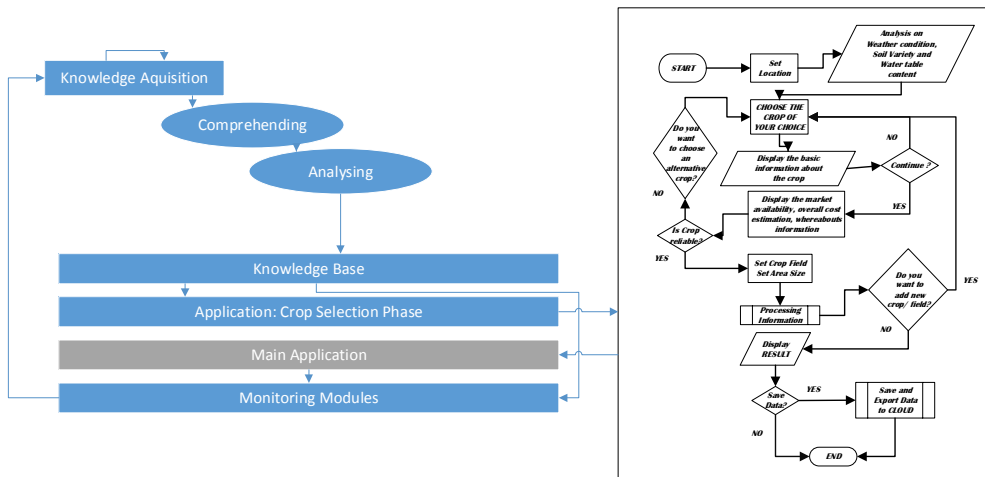 Knowledge Aquisition
Comprehending
Analysing
Knowledge Base
Application: Crop Selection Phase
Main Application
Monitoring Modules
START
Set
Location
Analysis on
Weather condition,
Soil Variety and
Water table
content
Do you
want
to choose
an
alternative
crop?
CHOOSE THE
CROP OF
YOUR CHOICE
NO
Display the basic
information about
the crop
Continue ?
NO
YES
Display the market
availability, overall cost
estimation, whereabouts
information
Is Crop
reliable?
YES
Set Crop Field
Set Area Size
Do you
want to
add new
crop/ field?
YES
Processing
Information
NO
Display
RESULT
Save
Data?
YES
Save and
Export Data
to CLOUD
NO
END